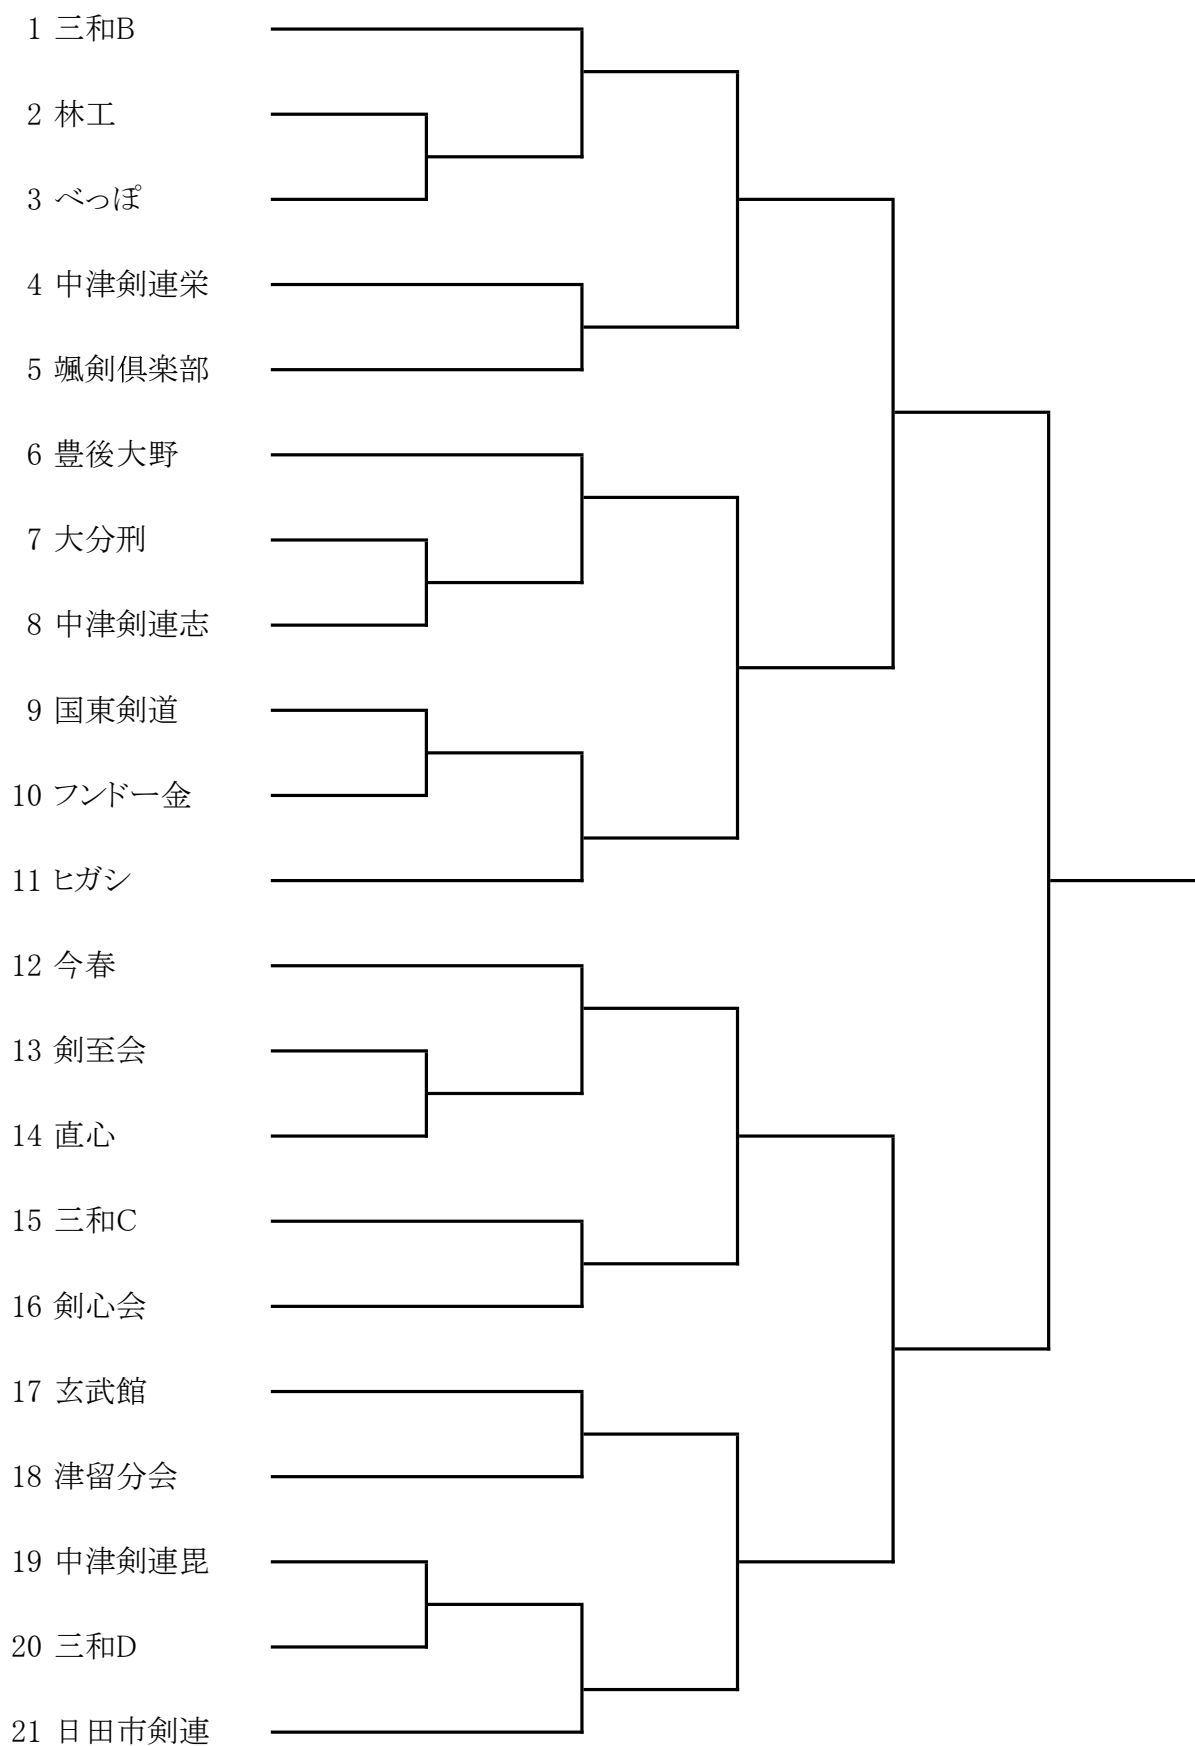 1 三和B
2 林工
3 べっぽ
4 中津剣連栄
5 颯剣倶楽部
6 豊後大野
7 大分刑
8 中津剣連志
9 国東剣道
10 フンドー金
11 ヒガシ
12 今春
13 剣至会
14 直心
15 三和C
16 剣心会
17 玄武館
18 津留分会
19 中津剣連毘
20 三和D
21 日田市剣連